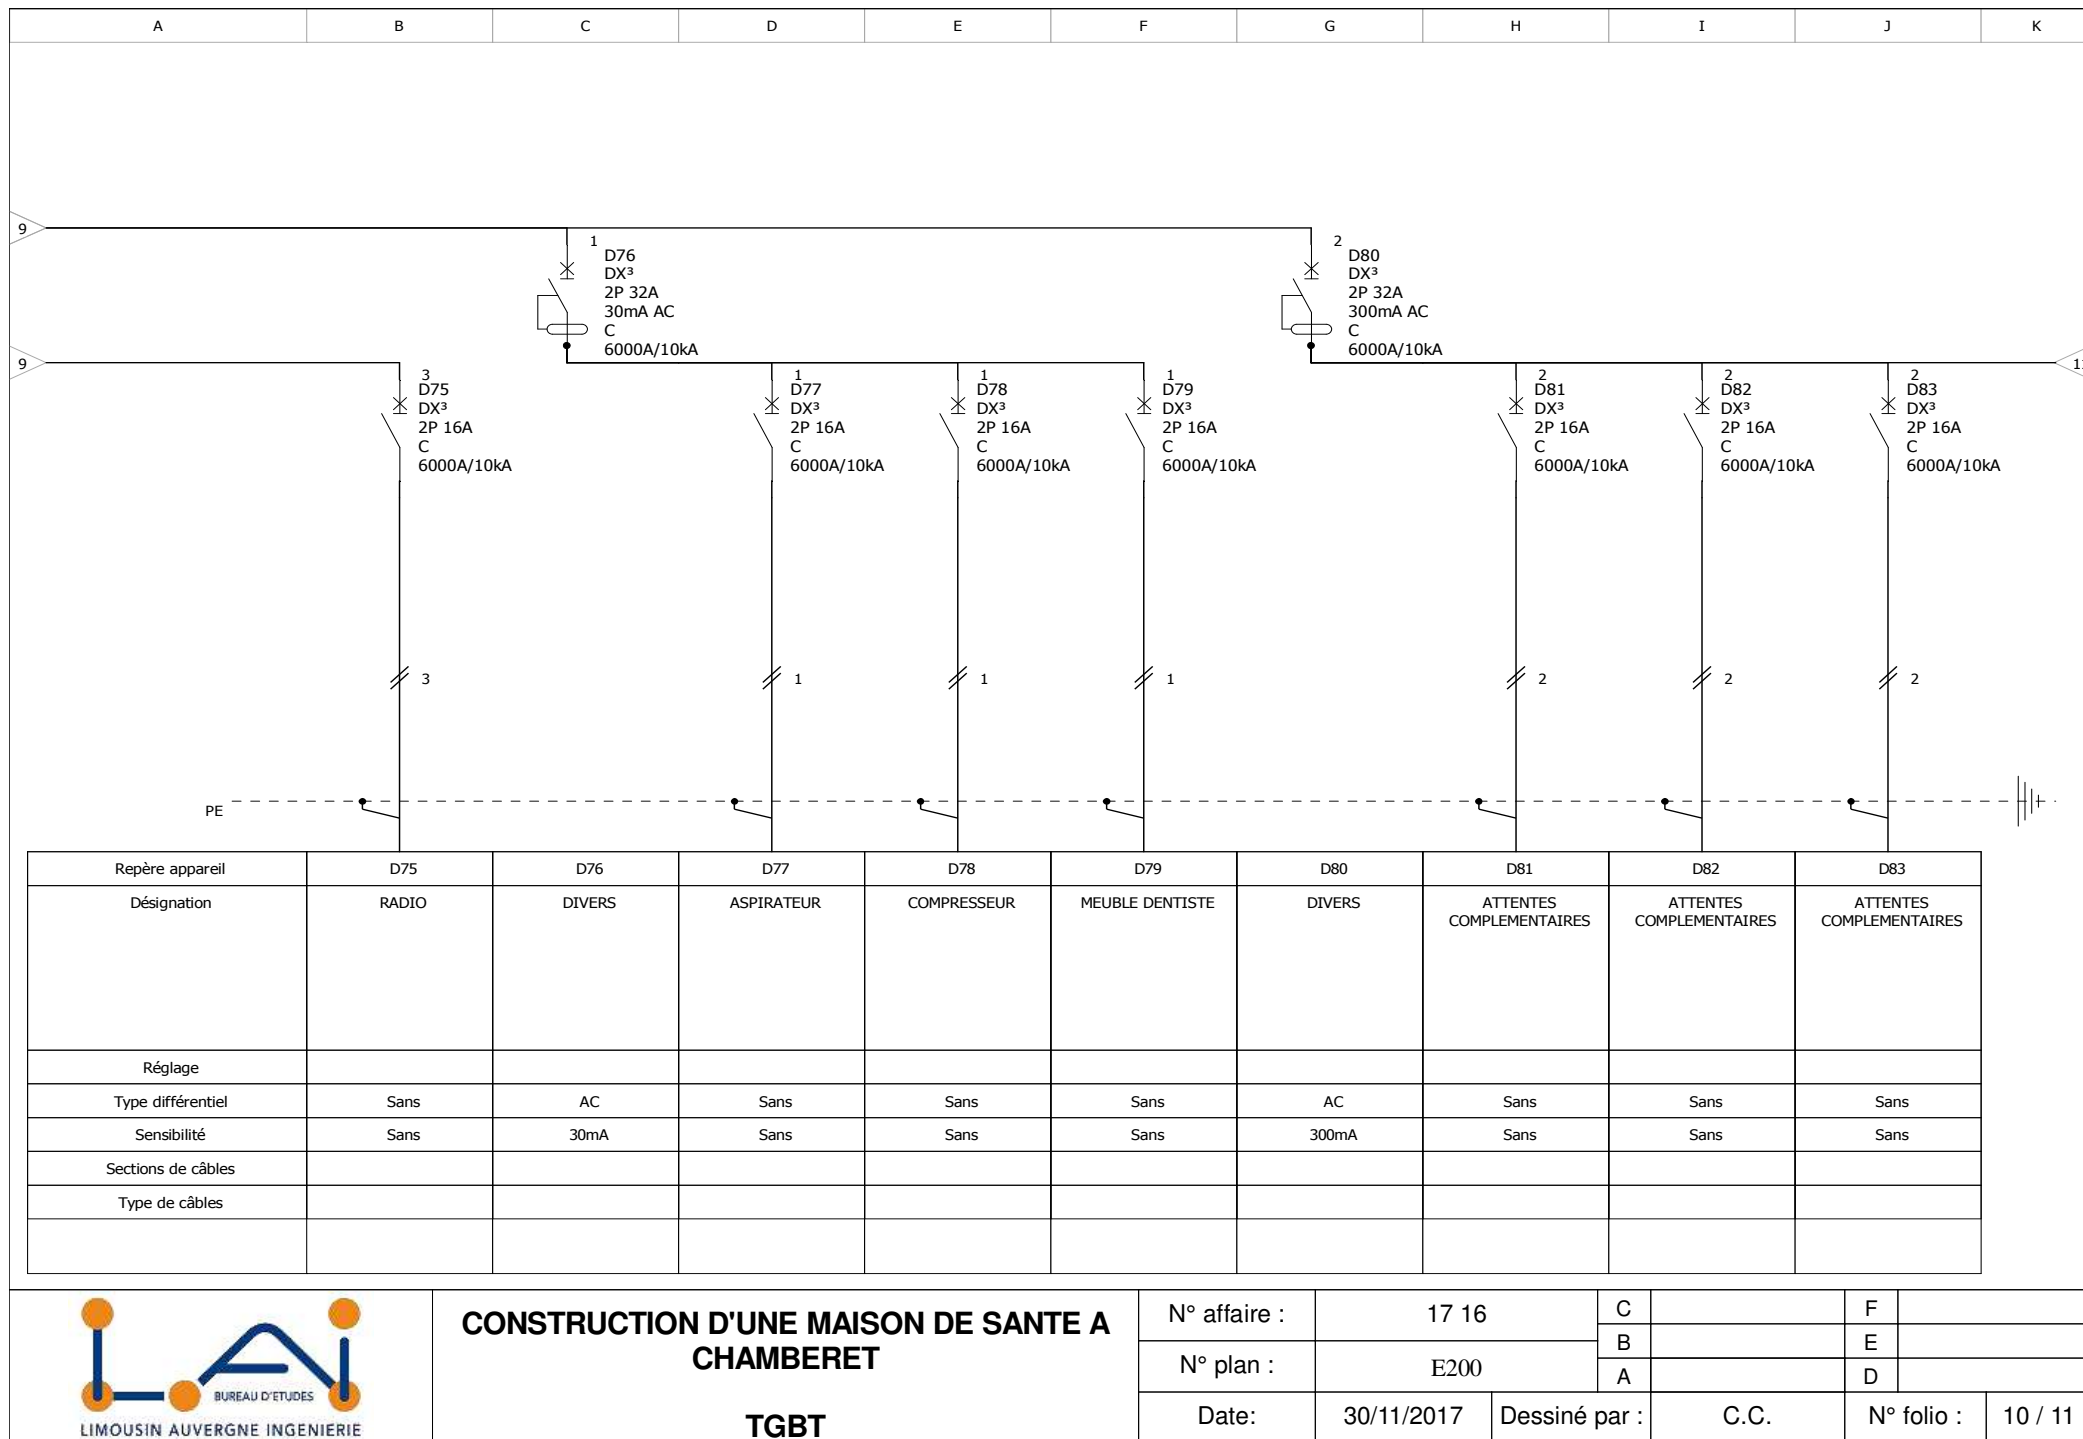 A B C D E F G H I J K
9
1
D76
DX³
2P 32A
30mA AC
C
6000A/10kA
2
D80
DX³
2P 32A
300mA AC
C
6000A/10kA
9
3
D75
DX³
2P 16A
C
6000A/10kA
1
D77
DX³
2P 16A
C
6000A/10kA
1
D78
DX³
2P 16A
C
6000A/10kA
1
D79
DX³
2P 16A
C
6000A/10kA
2
D81
DX³
2P 16A
C
6000A/10kA
2
D82
DX³
2P 16A
C
6000A/10kA
2
D83
DX³
2P 16A
C
6000A/10kA
3 1 1 1 2 2 2
PE
Repère appareil D75 D76 D77 D78 D79 D80 D81 D82 D83
Désignation RADIO DIVERS ASPIRATEUR COMPRESSEUR MEUBLE DENTISTE DIVERS ATTENTES ATTENTES ATTENTES
COMPLEMENTAIRES COMPLEMENTAIRES COMPLEMENTAIRES
Réglage
Type différentiel Sans AC Sans Sans Sans AC Sans Sans Sans
Sensibilité Sans 30mA Sans Sans Sans 300mA Sans Sans Sans
Sections de câbles
Type de câbles
LAi
BUREAU D'ETUDES
LIMOUSIN AUVERGNE INGENIERIE
CONSTRUCTION D'UNE MAISON DE SANTE A
CHAMBERET
TGBT
N° affaire : 17 16 C F
B E
N° plan : E200
A D
Date: 30/11/2017 Dessiné par : C.C. N° folio : 10 / 11